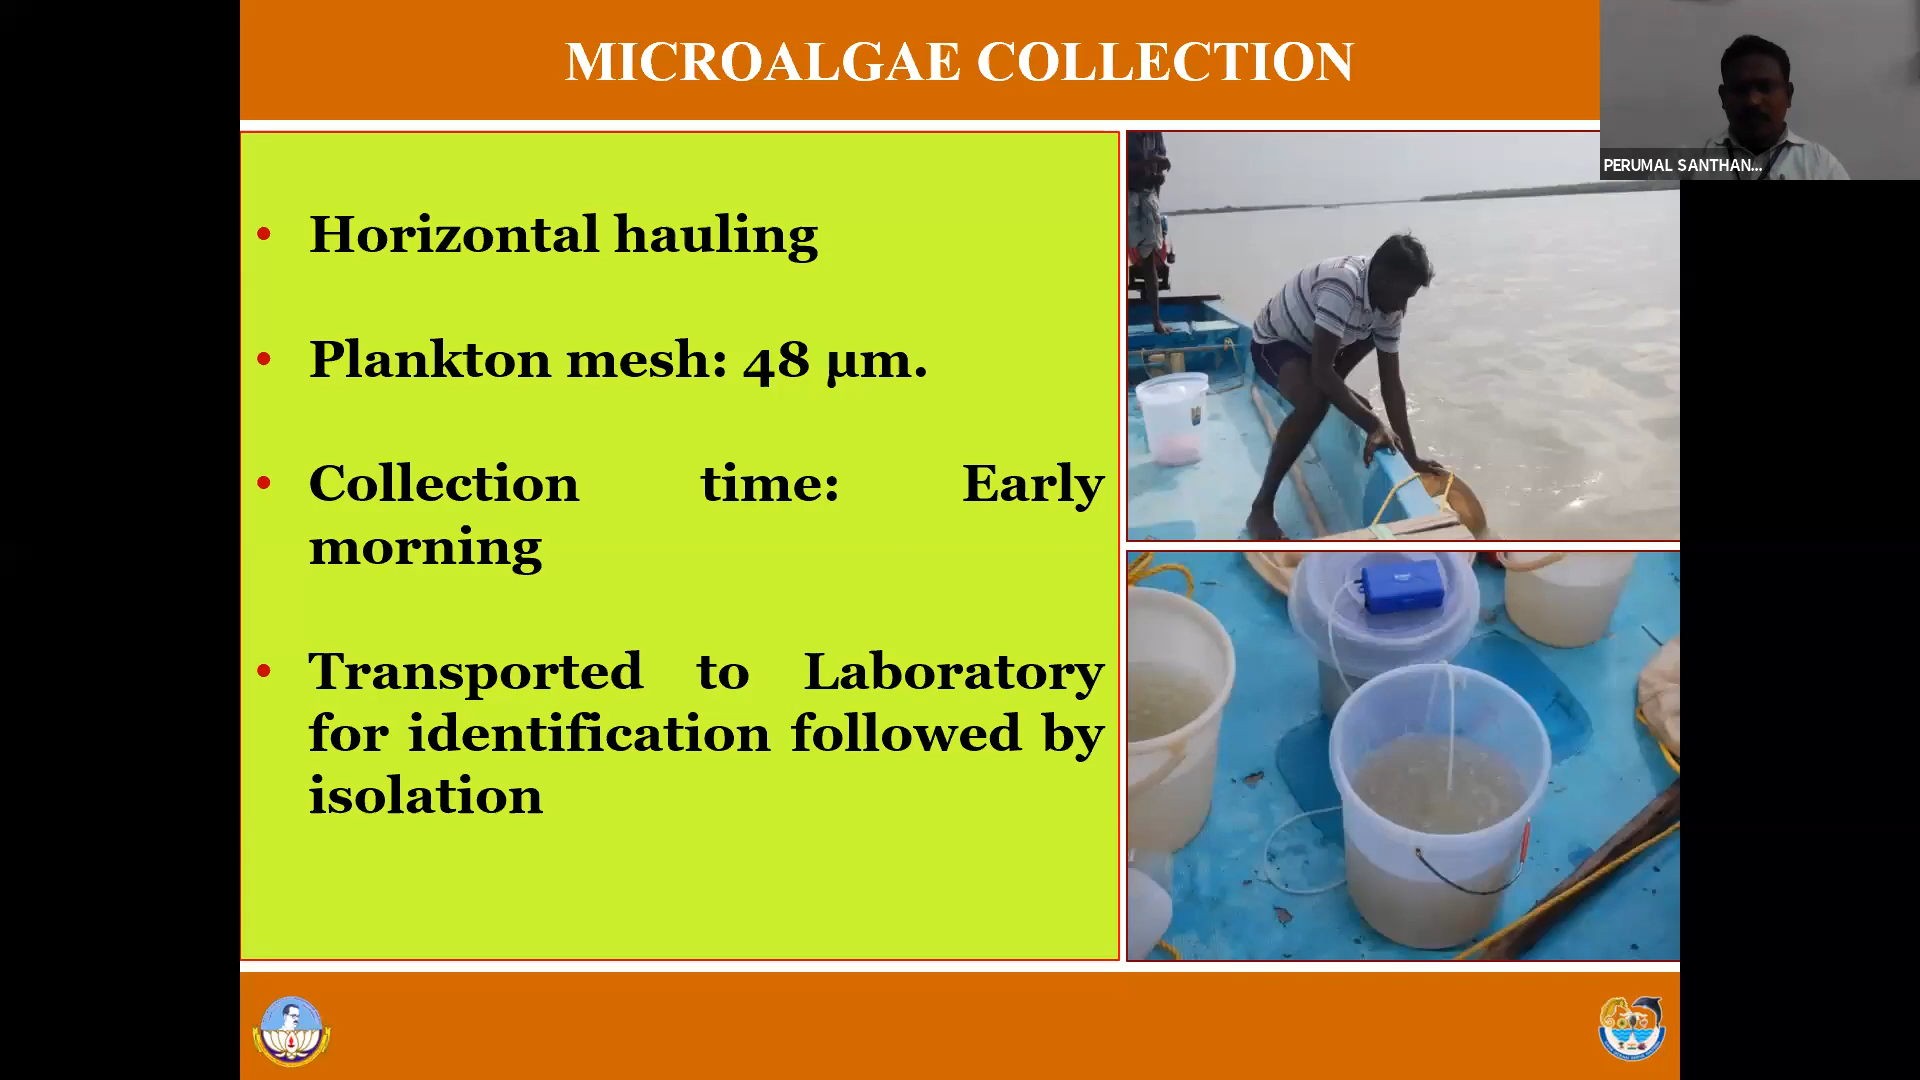 MICROALGAE COLLECTION
PERUMAL SANTHAN...
• Horizontal hauling
• Plankton mesh: 48 µm.
• Collection time: Early
morning
• Transported to Laboratory
for identification followed by
isolation